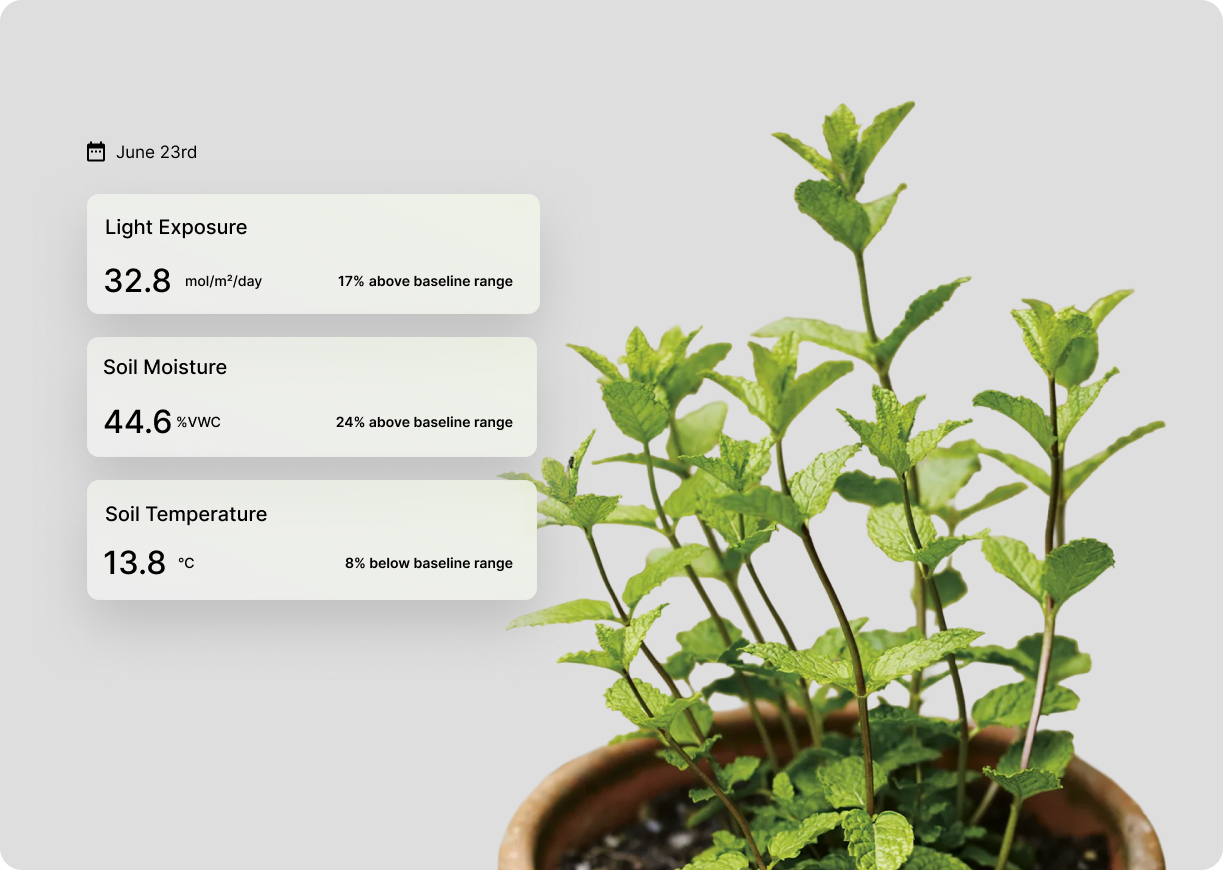 June 23rd
Light Exposure
32.8 mol/m²/day 17% above baseline range
Soil Moisture
44.6 %VWC 24% above baseline range
Soil Temperature
13.8 °C 8% below baseline range